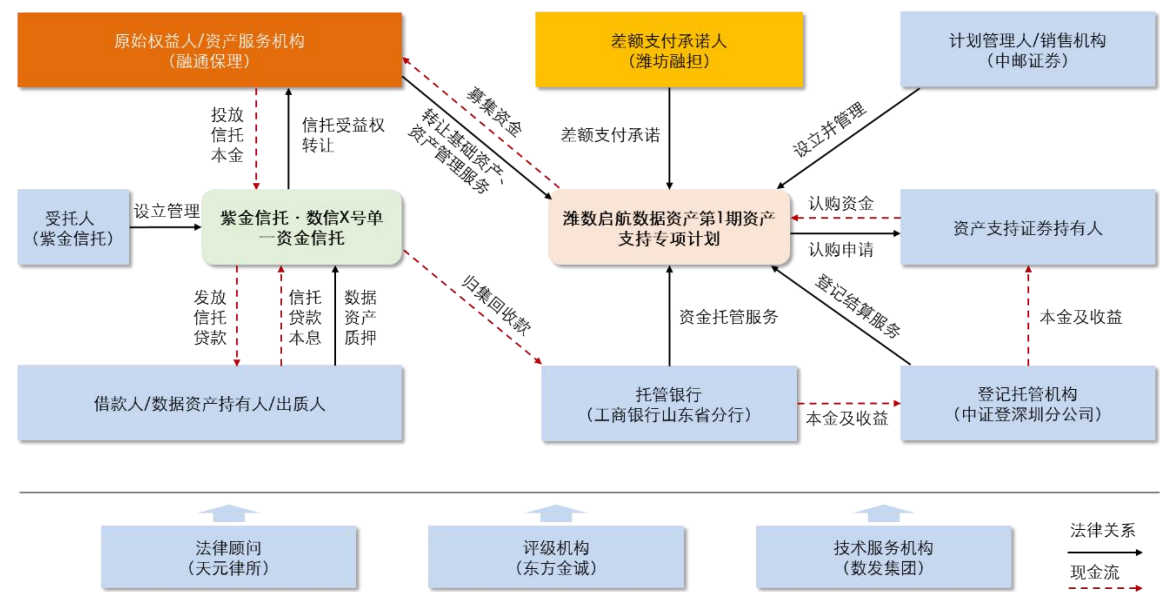 原始权益人/资产服务机构
（融通保理）
差额支付承诺人
（潍坊融担）
计划管理人/销售机构
（中邮证券）
投放
信托
本金
信托受益权
转让
募集资金
转让基础资产、
资产管理服务
差额支付承诺
设立并管理
受托人
（紫金信托）
设立管理
紫金信托·数信X号单
一资金信托
潍数启航数据资产第1期资产
支持专项计划
认购资金
认购申请
资产支持证券持有人
发放
信托
贷款
信托
贷款
本息
数据
资产
质押
归集回收款
资金托管服务
登记结算服务
本金及收益
借款人/数据资产持有人/出质人
托管银行
（工商银行山东省分行）
本金及收益
登记托管机构
（中证登深圳分公司）
法律顾问
（天元律所）
评级机构
（东方金诚）
技术服务机构
（数发集团）
法律关系
现金流